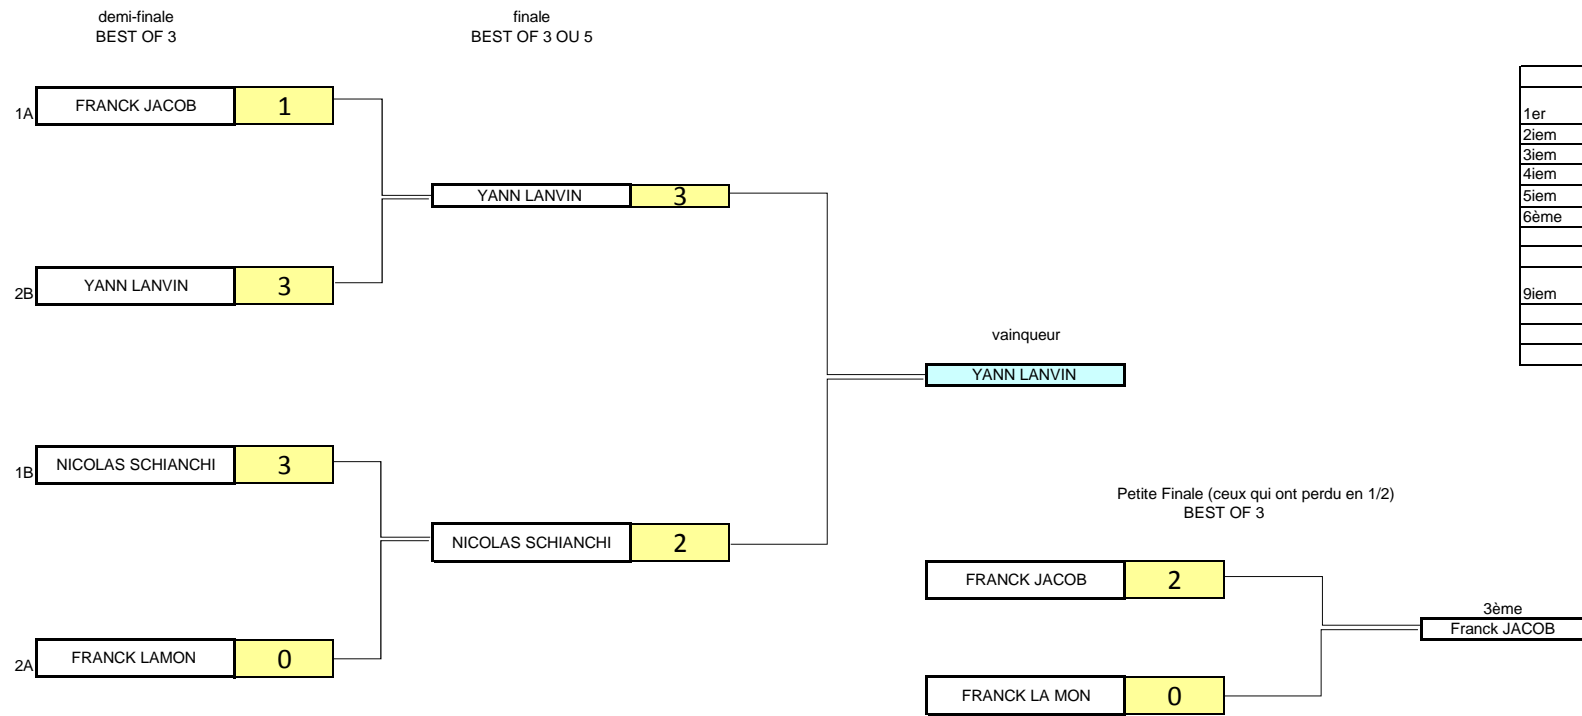 demi-finale
BEST OF 3
finale
BEST OF 3 OU 5
1A FRANCK JACOB 1
YANN LANVIN 3
2B YANN LANVIN 3
vainqueur
YANN LANVIN
1B NICOLAS SCHIANCHI 3
NICOLAS SCHIANCHI 2
2A FRANCK LAMON 0
Petite Finale (ceux qui ont perdu en 1/2)
BEST OF 3
FRANCK JACOB 2
3ème
Franck JACOB
FRANCK LA MON 0
1er
2iem
3iem
4iem
5iem
6ème
9iem